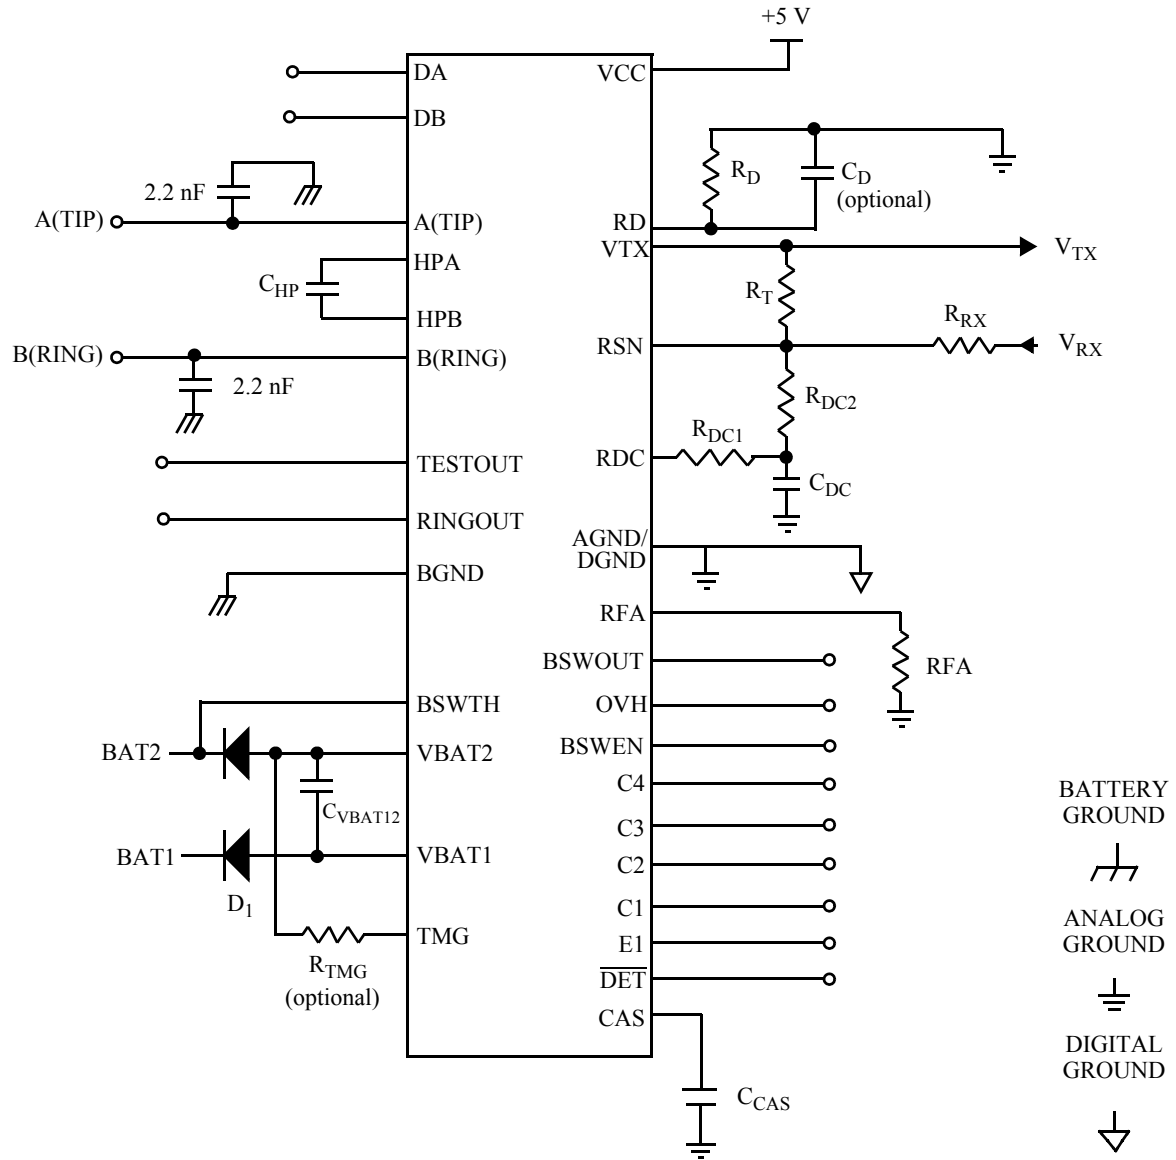 +5 V
DA
VCC
DB
R_D
C_D
(optional)
2.2 nF
A(TIP)
A(TIP)
RD
VTX
V_TX
HPA
C_HP
R_T
HPB
R_RX
B(RING)
B(RING)
RSN
V_RX
2.2 nF
R_DC2
R_DC1
TESTOUT
RDC
C_DC
RINGOUT
AGND/
DGND
BGND
RFA
BSWOUT
RFA
BSWTH
OVH
BAT2
VBAT2
BSWEN
C4
C_VBAT12
C3
BAT1
VBAT1
C2
D_1
C1
TMG
E1
R_TMG
(optional)
DET
CAS
C_CAS
BATTERY
GROUND
ANALOG
GROUND
DIGITAL
GROUND